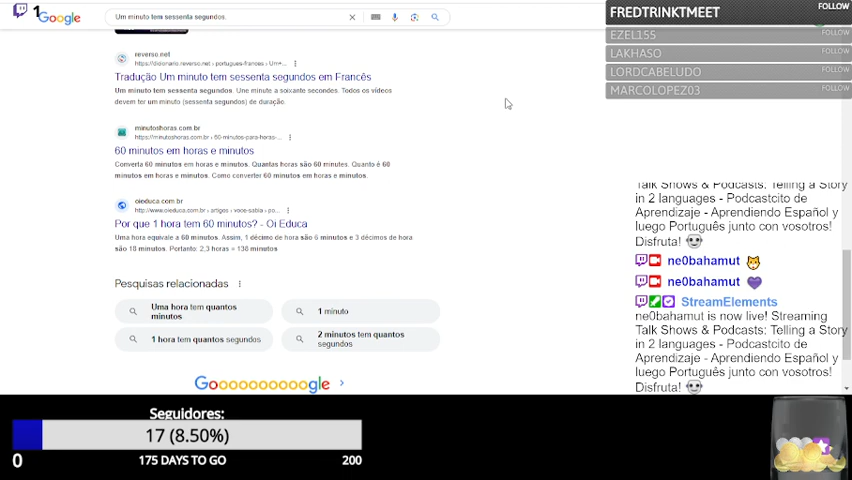 1
Google
Um minuto tem sessenta segundos.
reverso.net
Tradução Um minuto tem sessenta segundos em Francês
Um minuto tem sessenta segundos. Une minute a soixante secondes. Todos os vídeos
devem ter um minuto (sessenta segundos) de duração.
minutoshoras.com.br
https://minutoshoras.com.br › 60-minutos-para-horas-...
60 minutos em horas e minutos
Converta 60 minutos em horas e minutos. Quantas horas são 60 minutes. Quanto é 60
minutos em horas. Como converter 60 minutos em horas e minutos.
oieduca.com.br
http://www.oieduca.com.br › artigos › voce-sabia › po...
Por que 1 hora tem 60 minutos? - Oi Educa
Uma hora equivale a 60 minutos. Assim, 1 décimo de hora são 6 minutos e 3 décimos de hora
são 18 minutos. Portanto: 2,3 horas = 138 minutos
Pesquisas relacionadas
Uma hora tem quantos
minutos
1 minuto
1 hora tem quantos segundos
2 minutos tem quantos
segundos
Goooooooooogle
FREDTRINKTMEET FOLLOW
EZEL155 FOLLOW
LAKHASO FOLLOW
LORDCABELUDO FOLLOW
MARCOLOPEZ03 FOLLOW
Talk Shows & Podcasts: Telling a Story
in 2 languages - Podcastcito de
Aprendizaje - Aprendiendo Español y
luego Português junto con vosotros!
Disfruta!
ne0bahamut
ne0bahamut
StreamElements
ne0bahamut is now live! Streaming
Talk Shows & Podcasts: Telling a Story
in 2 languages - Podcastcito de
Aprendizaje - Aprendiendo Español y
luego Português junto con vosotros!
Disfruta!
Seguidores:
17 (8.50%)
0 175 DAYS TO GO 200